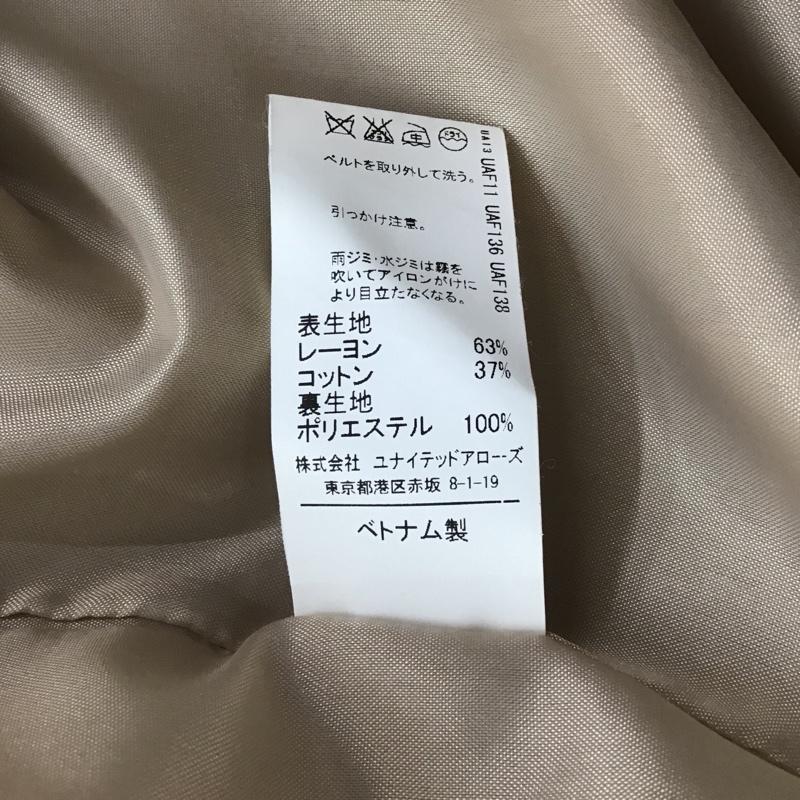 中
ドライ
ベルトを取り外して洗う。
引っかけ注意。
雨ジミ・水ジミは霧を
吹いてアイロンがけに
より目立たなくなる。
表生地
レーヨン 63%
コットン 37%
裏生地
ポリエステル 100%
株式会社 ユナイテッドアローズ
東京都港区赤坂 8-1-19
ベトナム製
UA13 UAF11 UAF136 UAF138